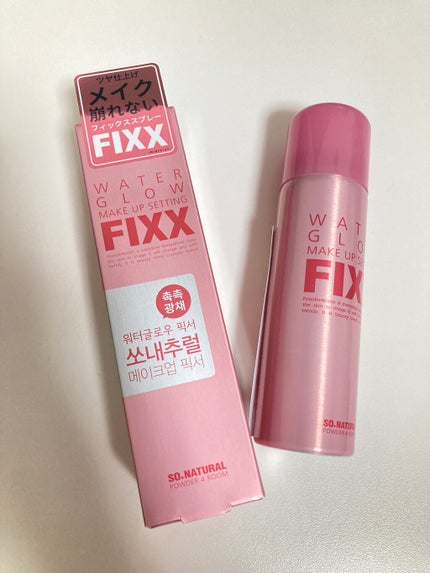 ツヤ仕上げ
メイク
崩れない
フィックススプレー
FIXX
WATER
GLOW
MAKE UP SETTING
FIXX
촉촉
광채
워터글로우 픽서
쏘내추럴
메이크업 픽서
SO.NATURAL
POWDER 4 ROOM
WAT
GLO
MAKE UP SE
FIX
SO.NATURAL
POWDER 4 ROOM